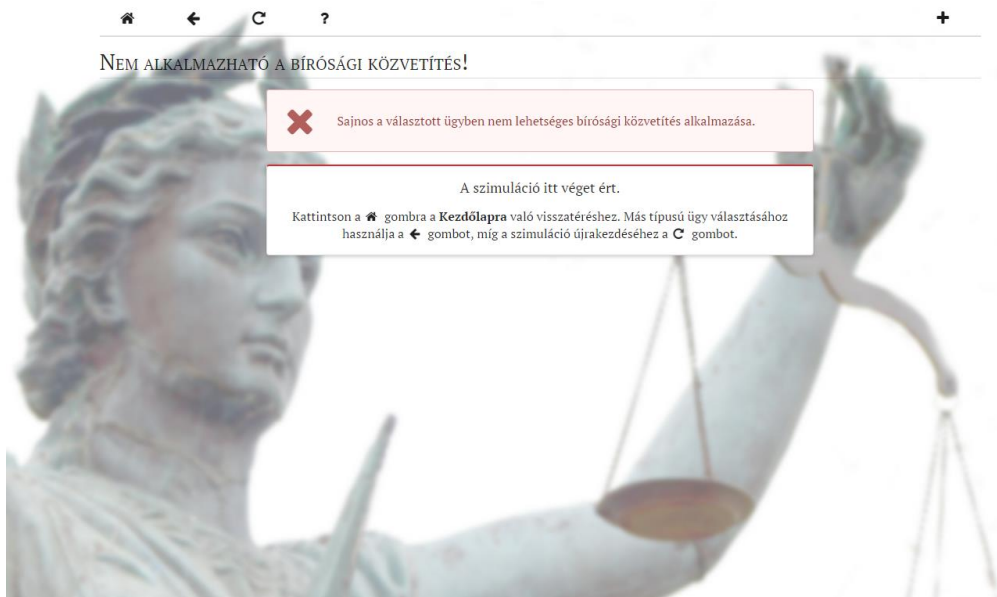 ?
Nem alkalmazható a bírósági közvetítés!
Sajnos a választott ügyben nem lehetséges bírósági közvetítés alkalmazása.
A szimuláció itt véget ért.
Kattintson a gombra a Kezdőlapra való visszatéréshez. Más típusú ügy választásához
használja a gombot, míg a szimuláció újrakezdéséhez a gombot.